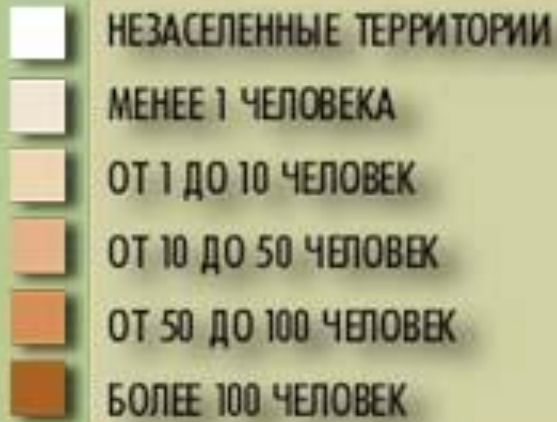 НЕЗАСЕЛЕННЫЕ ТЕРРИТОРИИ
МЕНЕЕ 1 ЧЕЛОВЕКА
ОТ 1 ДО 10 ЧЕЛОВЕК
ОТ 10 ДО 50 ЧЕЛОВЕК
ОТ 50 ДО 100 ЧЕЛОВЕК
БОЛЕЕ 100 ЧЕЛОВЕК